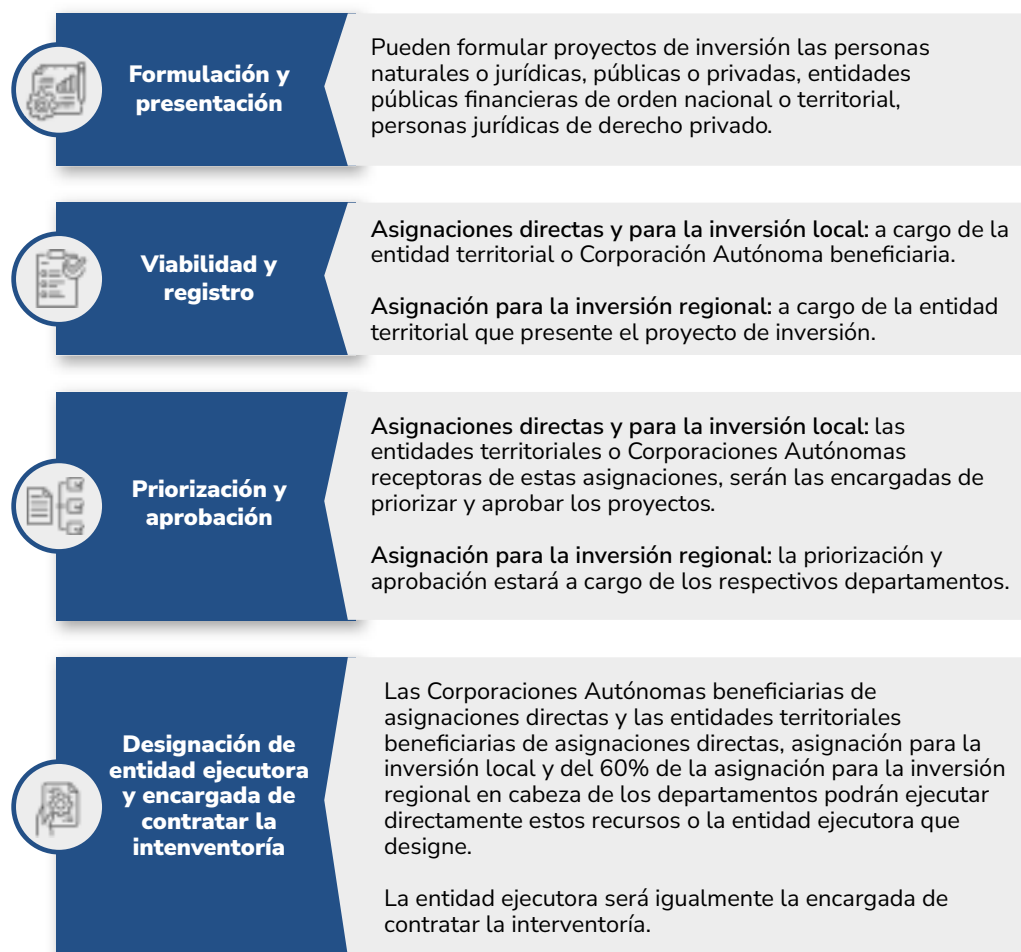 Formulación y
presentación
Pueden formular proyectos de inversión las personas
naturales o jurídicas, públicas o privadas, entidades
públicas financieras de orden nacional o territorial,
personas jurídicas de derecho privado.
Viabilidad y
registro
Asignaciones directas y para la inversión local: a cargo de la
entidad territorial o Corporación Autónoma beneficiaria.
Asignación para la inversión regional: a cargo de la entidad
territorial que presente el proyecto de inversión.
Priorización y
aprobación
Asignaciones directas y para la inversión local: las
entidades territoriales o Corporaciones Autónomas
receptoras de estas asignaciones, serán las encargadas de
priorizar y aprobar los proyectos.
Asignación para la inversión regional: la priorización y
aprobación estará a cargo de los respectivos departamentos.
Designación de
entidad ejecutora
y encargada de
contratar la
intenventoría
Las Corporaciones Autónomas beneficiarias de
asignaciones directas y las entidades territoriales
beneficiarias de asignaciones directas, asignación para la
inversión local y del 60% de la asignación para la inversión
regional en cabeza de los departamentos podrán ejecutar
directamente estos recursos o la entidad ejecutora que
designe.
La entidad ejecutora será igualmente la encargada de
contratar la interventoría.